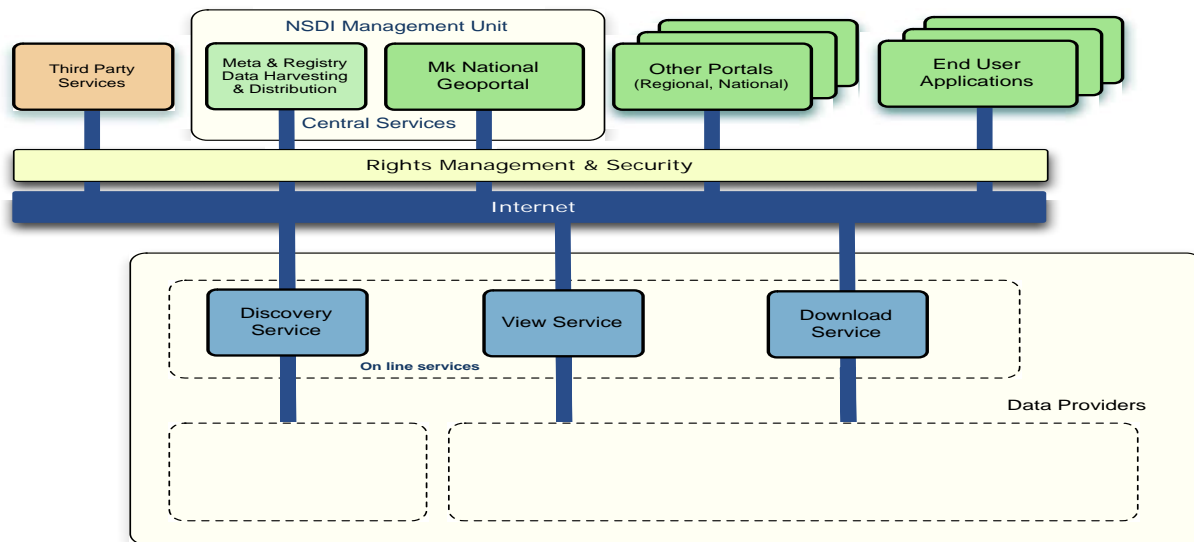 NSDI Management Unit
Third Party
Services
Meta & Registry
Data Harvesting
& Distribution
Mk National
Geoportal
Other Portals
(Regional, National)
End User
Applications
Central Services
Rights Management & Security
Internet
Discovery
Service
View Service
Download
Service
On line services
Data Providers